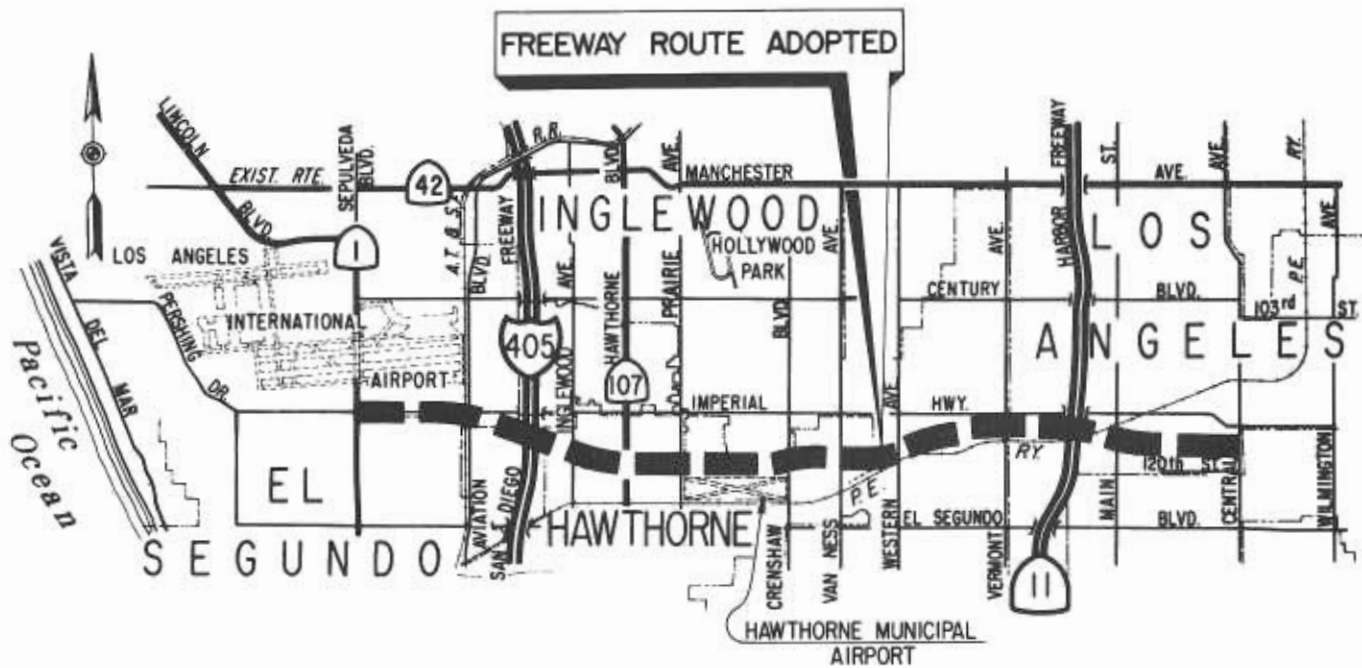 FREEWAY ROUTE ADOPTED
LINCOLN
BLVD.
EXIST. RTE.
SEPULVEDA
BLVD.
42
R.R.
A.T. & S.F.
BLVD.
FREEWAY
BLVD.
AVE.
MANCHESTER
AVE.
INGLEWOOD
HOLLYWOOD
PARK
AVE.
AVE.
HARBOR FREEWAY
ST.
AVE.
RY.
P.E.
AVE.
LOS
ANGELES
VISTA
DEL
MAR
LOS ANGELES
INTERNATIONAL
AIRPORT
PERSHING
DR.
1
405
AVE.
INGLEWOOD
HAWTHORNE
107
PRAIRIE
BLVD.
CENTURY
BLVD.
103rd
ST.
IMPERIAL
AVE.
HWY.
Pacific
Ocean
EL
SEGUNDO
AVIATION
SAN DIEGO
HAWTHORNE
P.E.
RY.
120th ST.
EL SEGUNDO
BLVD.
CRENSHAW
VAN NESS
WESTERN
VERMONT
MAIN
CENTRAL
WILMINGTON
11
HAWTHORNE MUNICIPAL
AIRPORT